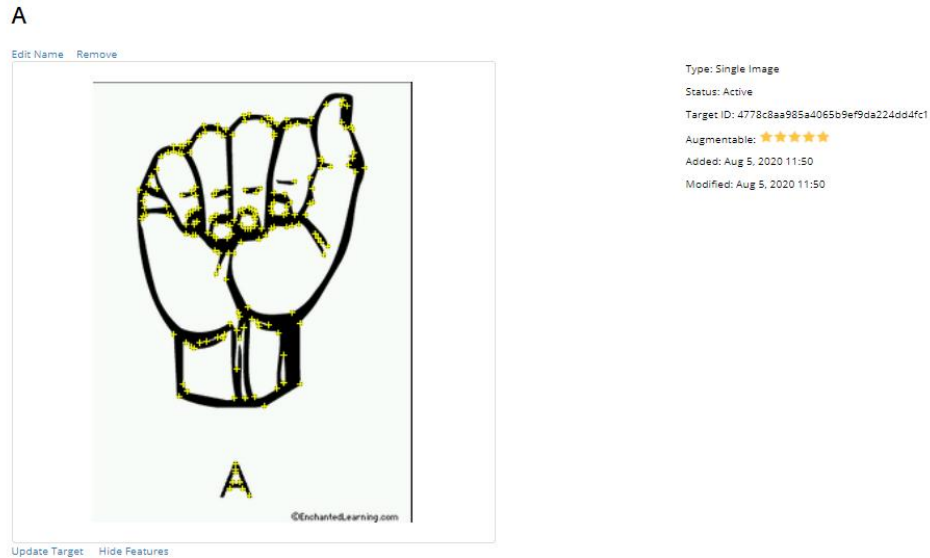 A
Edit Name Remove
Type: Single Image
Status: Active
Target ID: 4778c8aa985a4065b9ef9da224dd4fc1
Augmentable:
Added: Aug 5, 2020 11:50
Modified: Aug 5, 2020 11:50
A
©EnchantedLearning.com
Update Target Hide Features